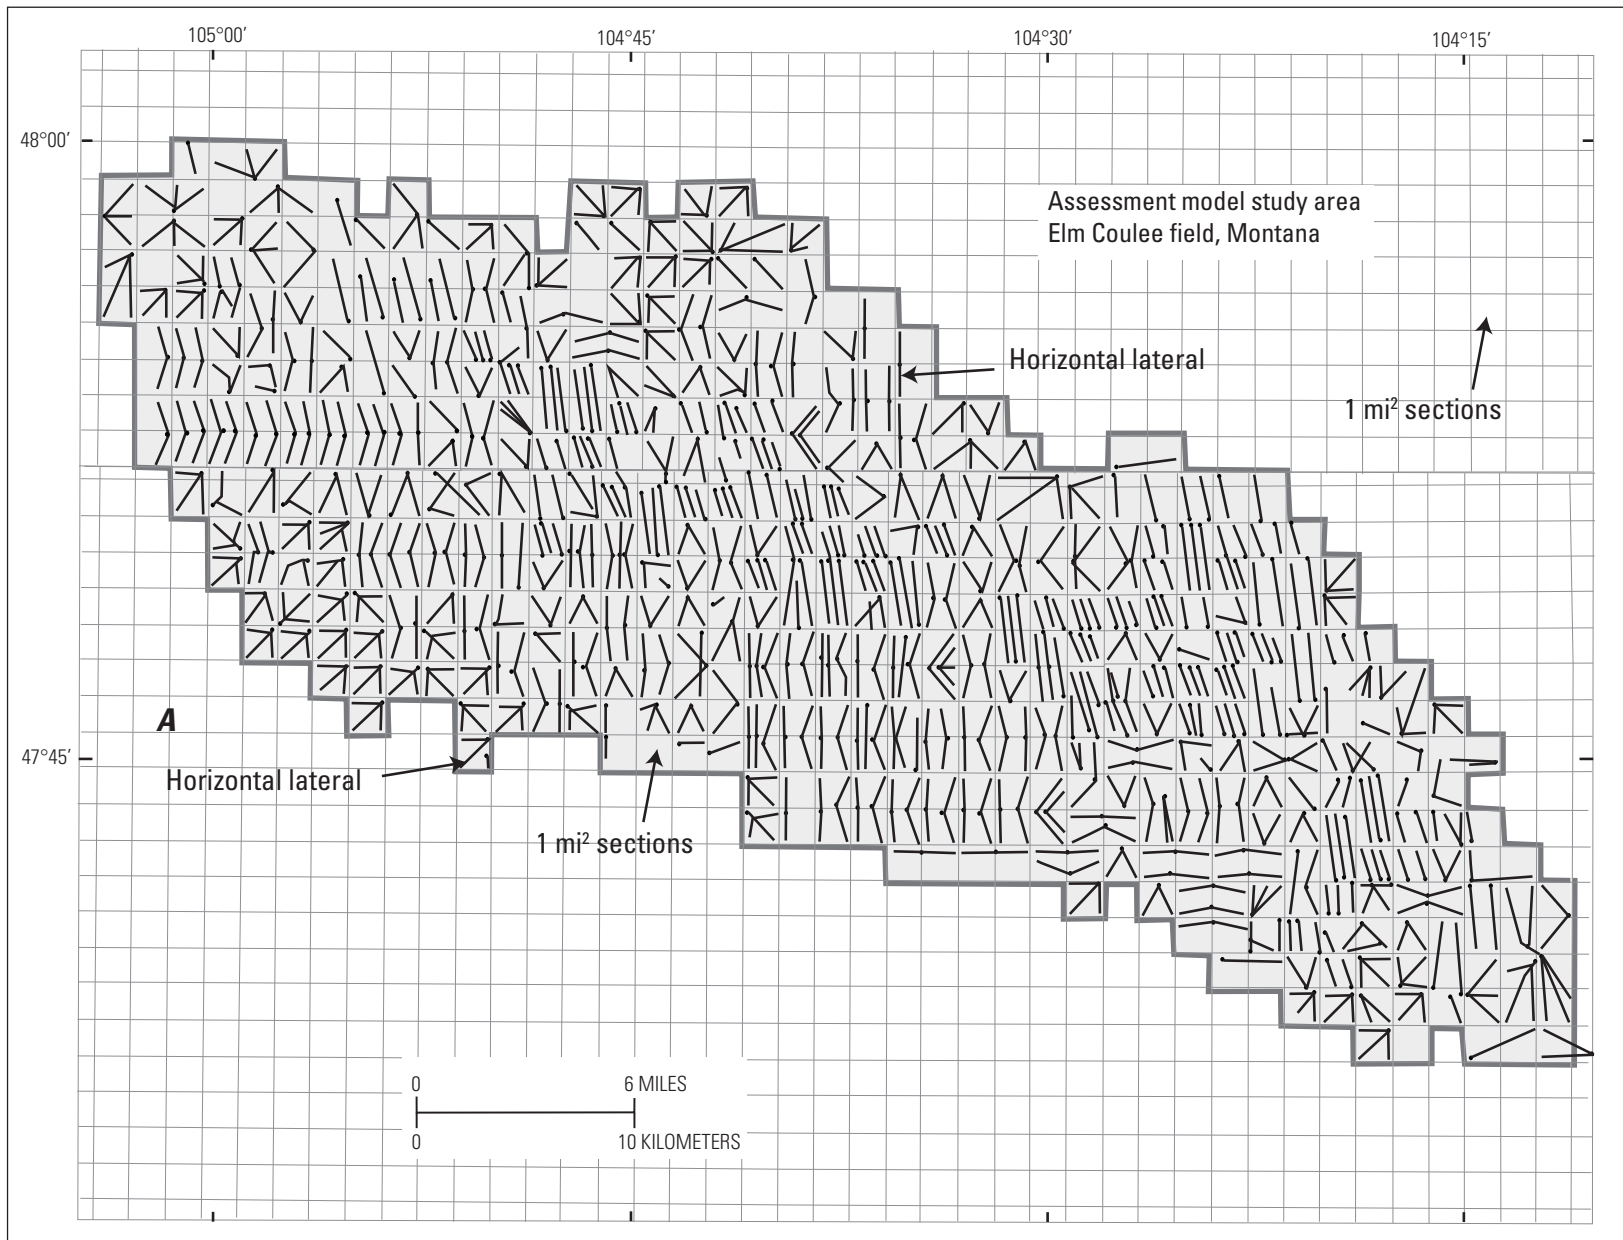 105°00’
104°45’
104°30’
104°15’
48°00’
Assessment model study area
Elm Coulee field, Montana
Horizontal lateral
1 mi² sections
A
47°45’
Horizontal lateral
1 mi² sections
0
6 MILES
0
10 KILOMETERS